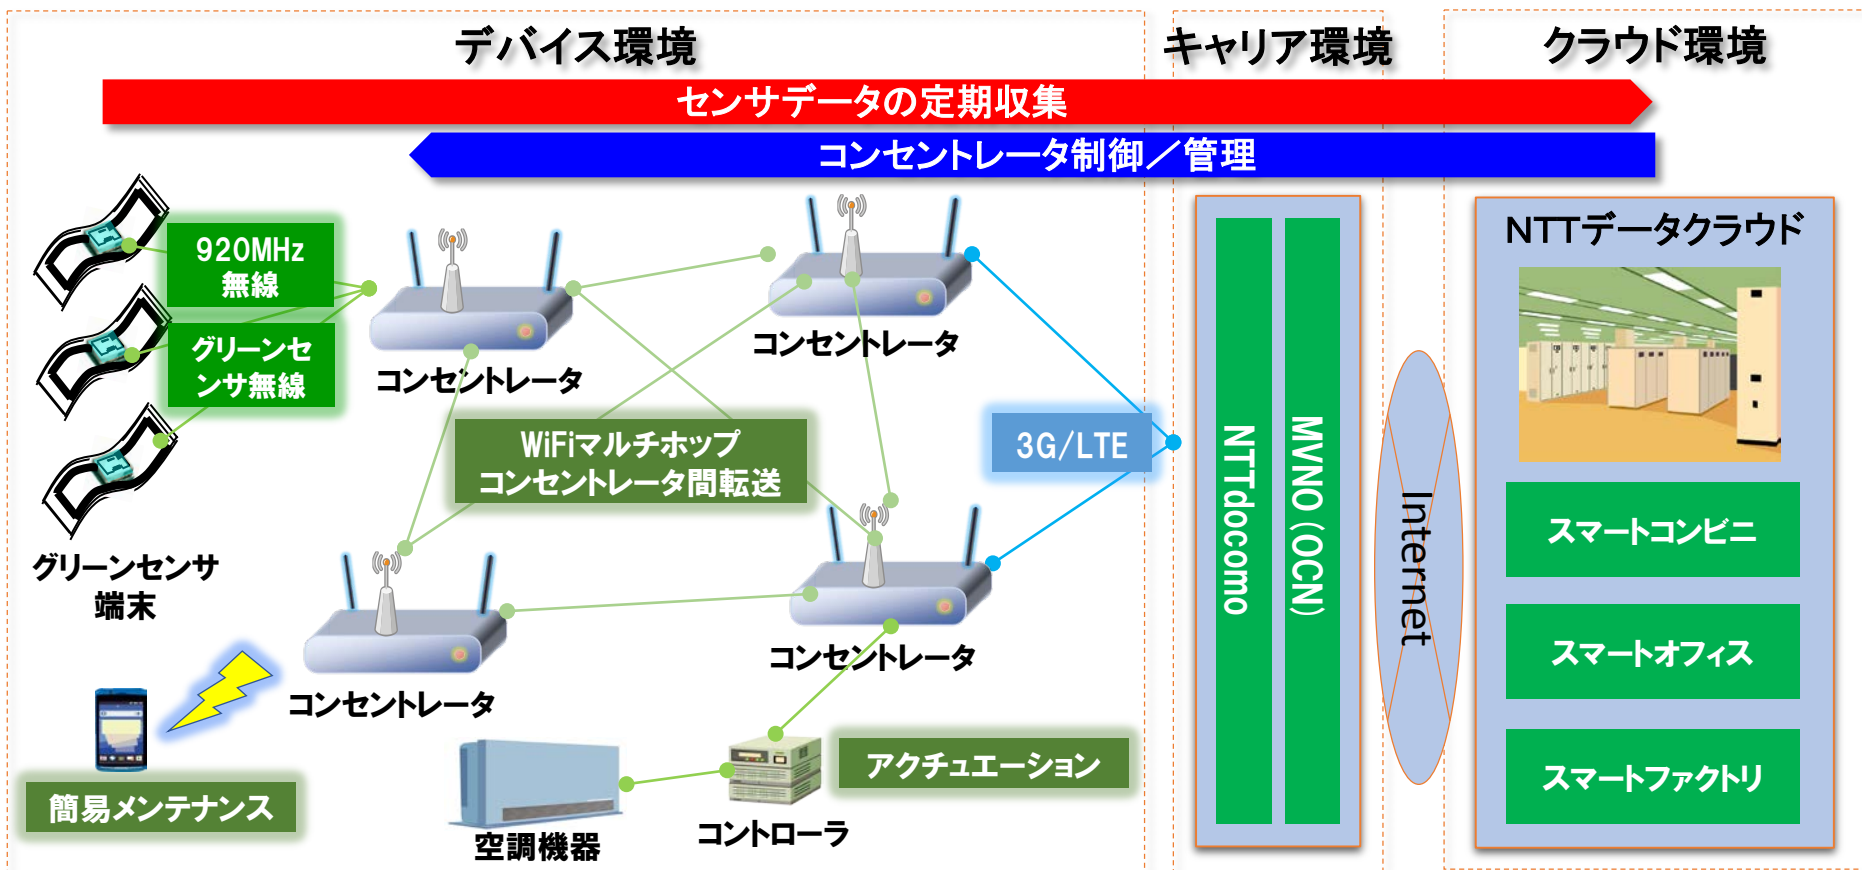 デバイス環境
キャリア環境
クラウド環境
センサデータの定期収集
コンセントレータ制御／管理
920MHz
無線
グリーンセ
ンサ無線
グリーンセンサ
端末
コンセントレータ
コンセントレータ
WiFiマルチホップ
コンセントレータ間転送
3G/LTE
コンセントレータ
コンセントレータ
簡易メンテナンス
空調機器
コントローラ
アクチュエーション
NTTdocomo
MVNO(OCN)
Internet
NTTデータクラウド
スマートコンビニ
スマートオフィス
スマートファクトリ